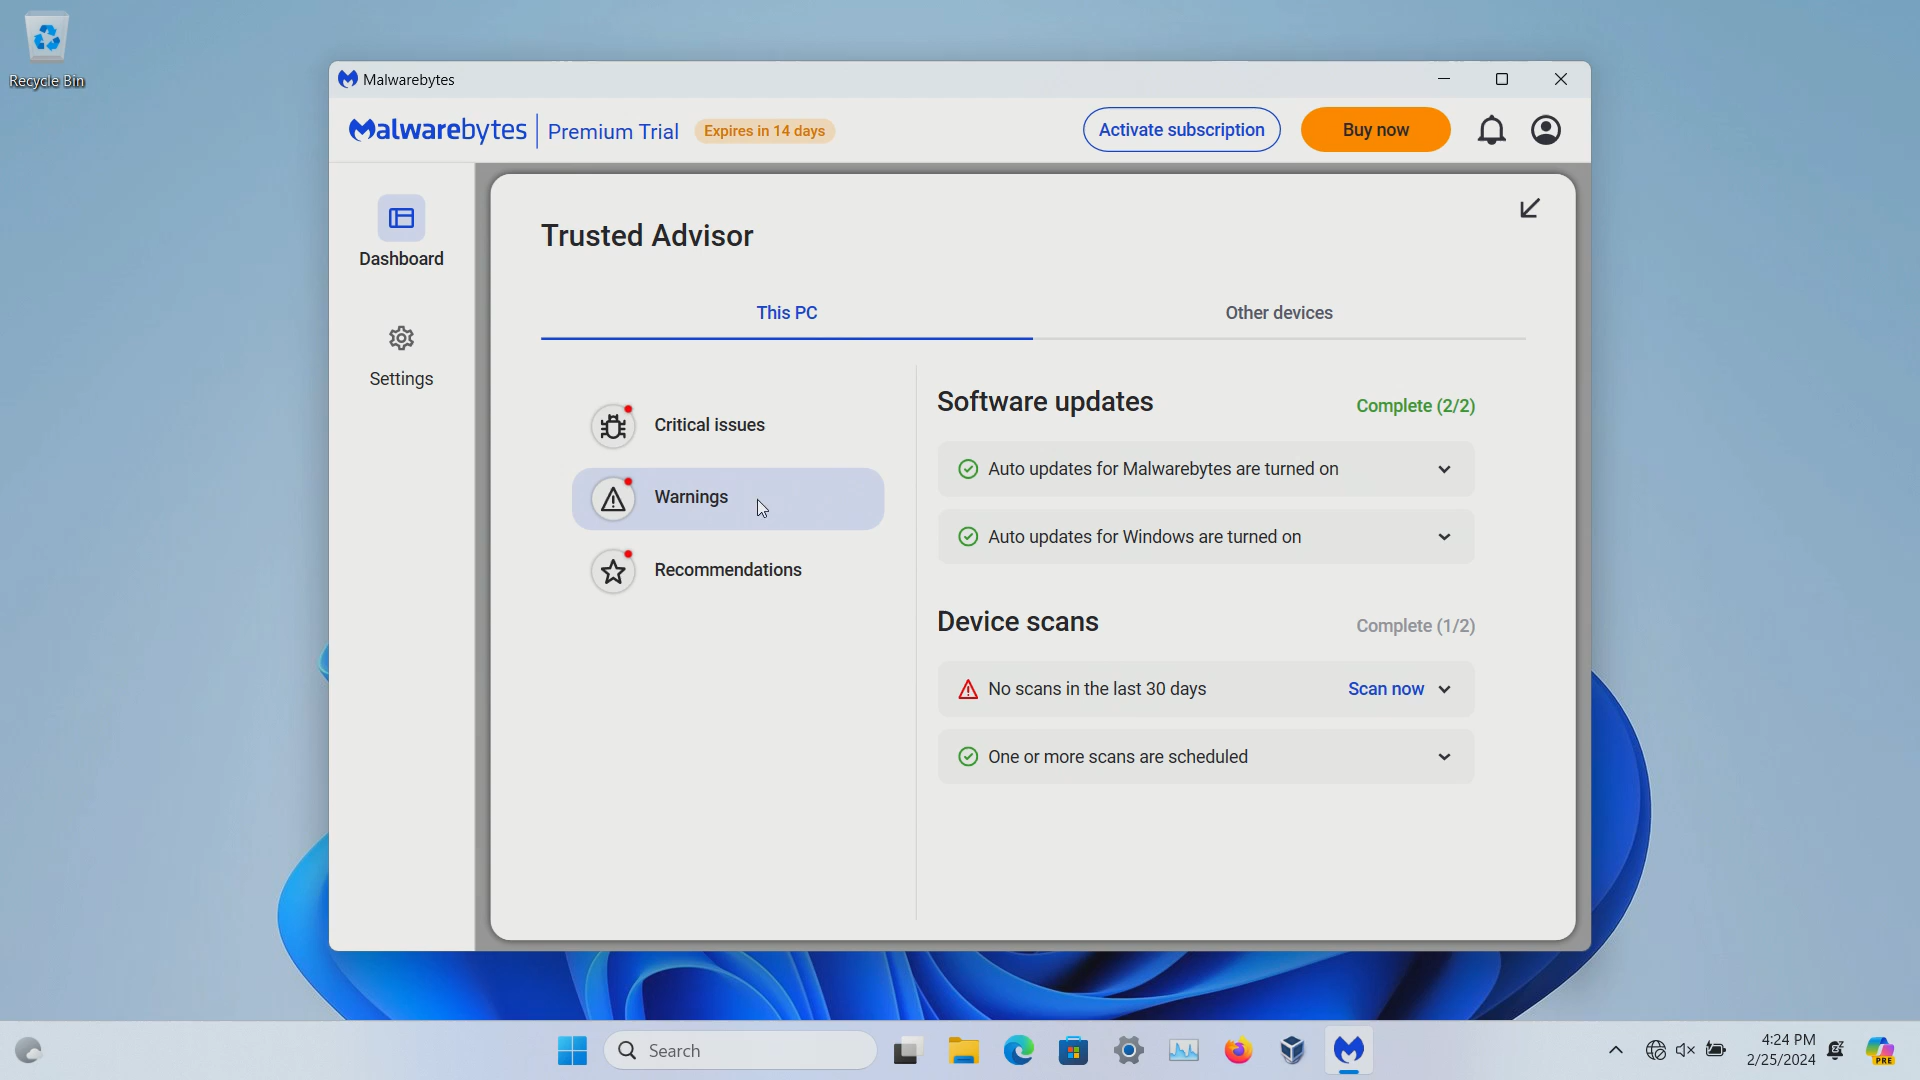 Recycle Bin
Malwarebytes
Malwarebytes
Premium Trial
Expires in 14 days
Activate subscription
Buy now
Dashboard
Settings
Trusted Advisor
This PC
Other devices
Critical issues
Warnings
Recommendations
Software updates
Complete (2/2)
Auto updates for Malwarebytes are turned on
Auto updates for Windows are turned on
Device scans
Complete (1/2)
No scans in the last 30 days
Scan now
One or more scans are scheduled
Search
4:24 PM
2/25/2024
PRE